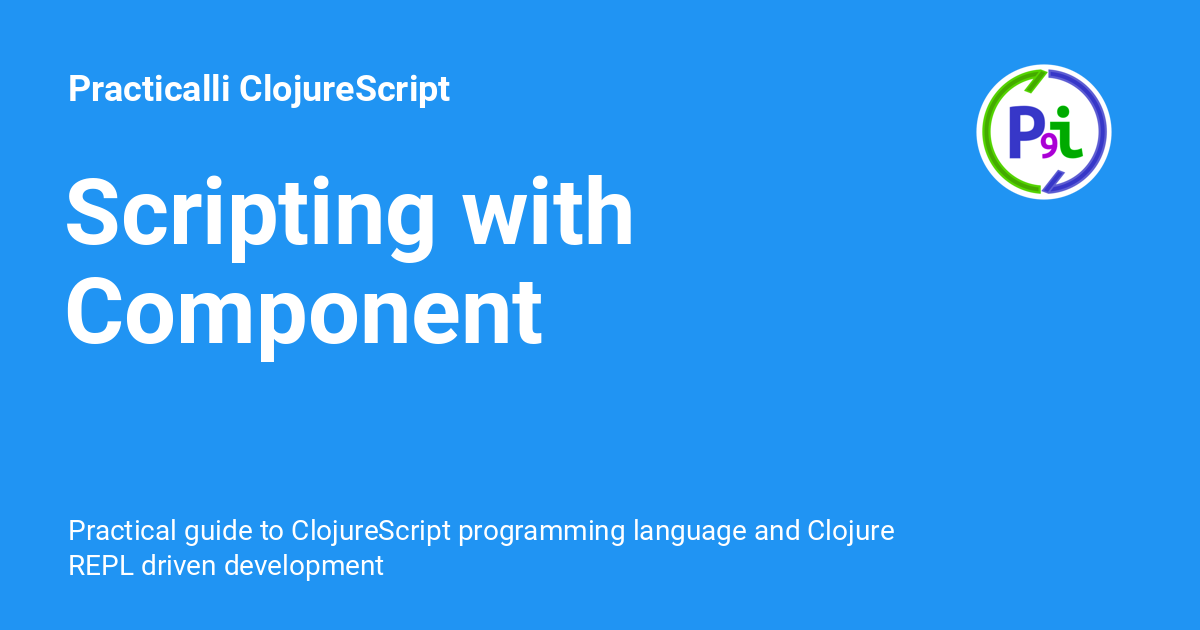 Practicalli ClojureScript
P9i
Scripting with
Component
Practical guide to ClojureScript programming language and Clojure
REPL driven development